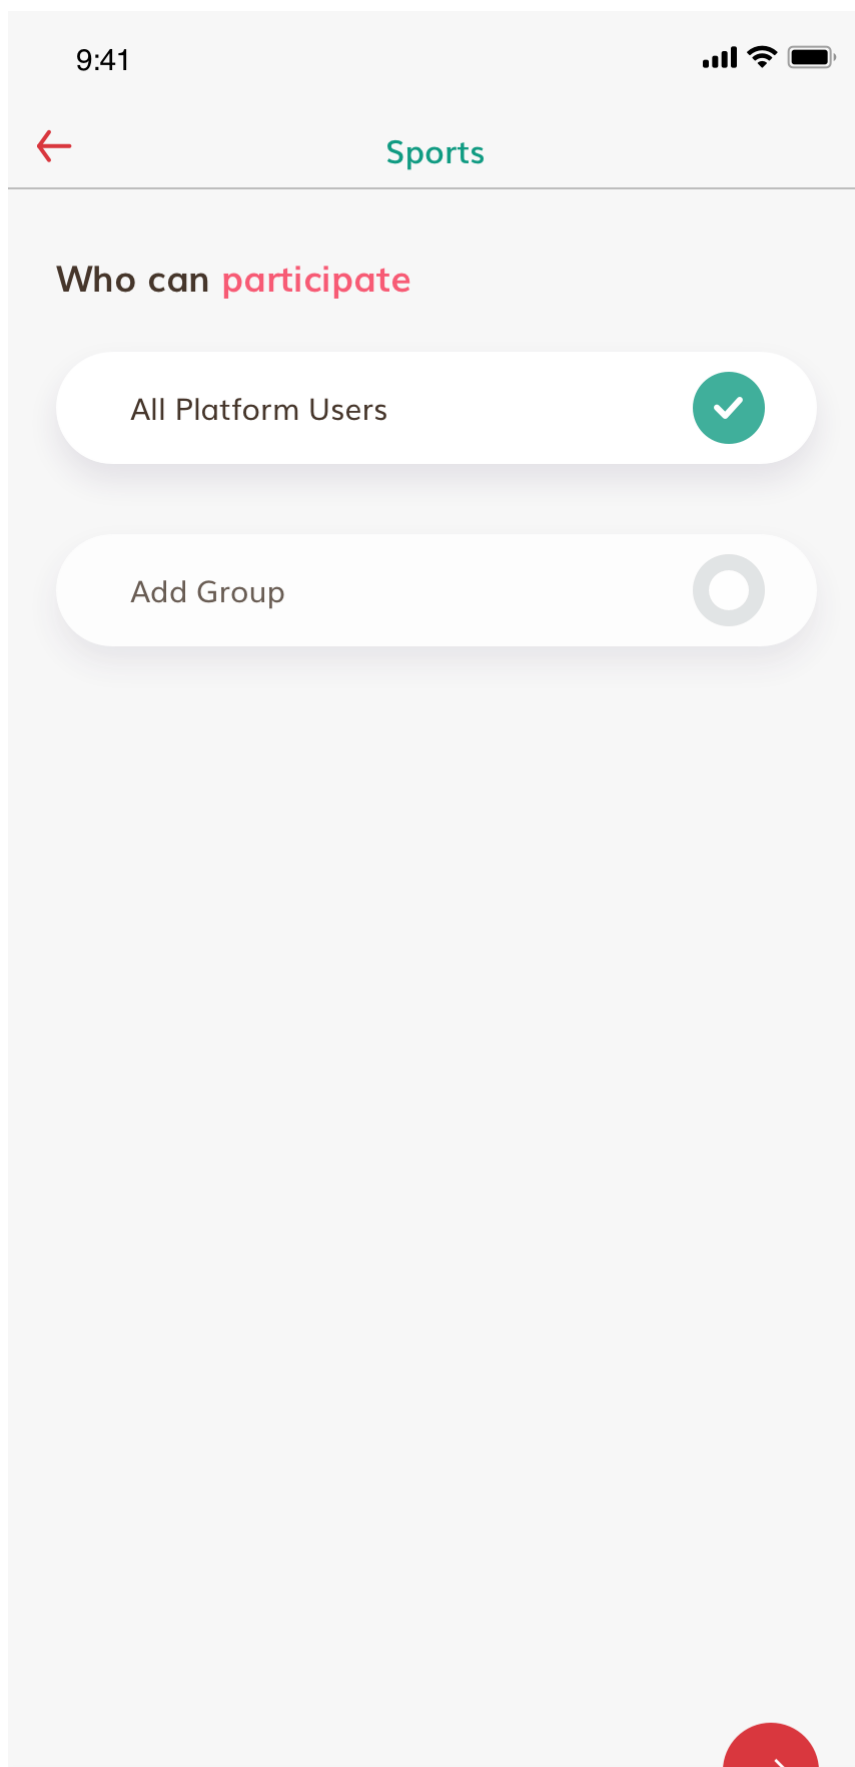 9:41
Sports
Who can participate
All Platform Users
Add Group